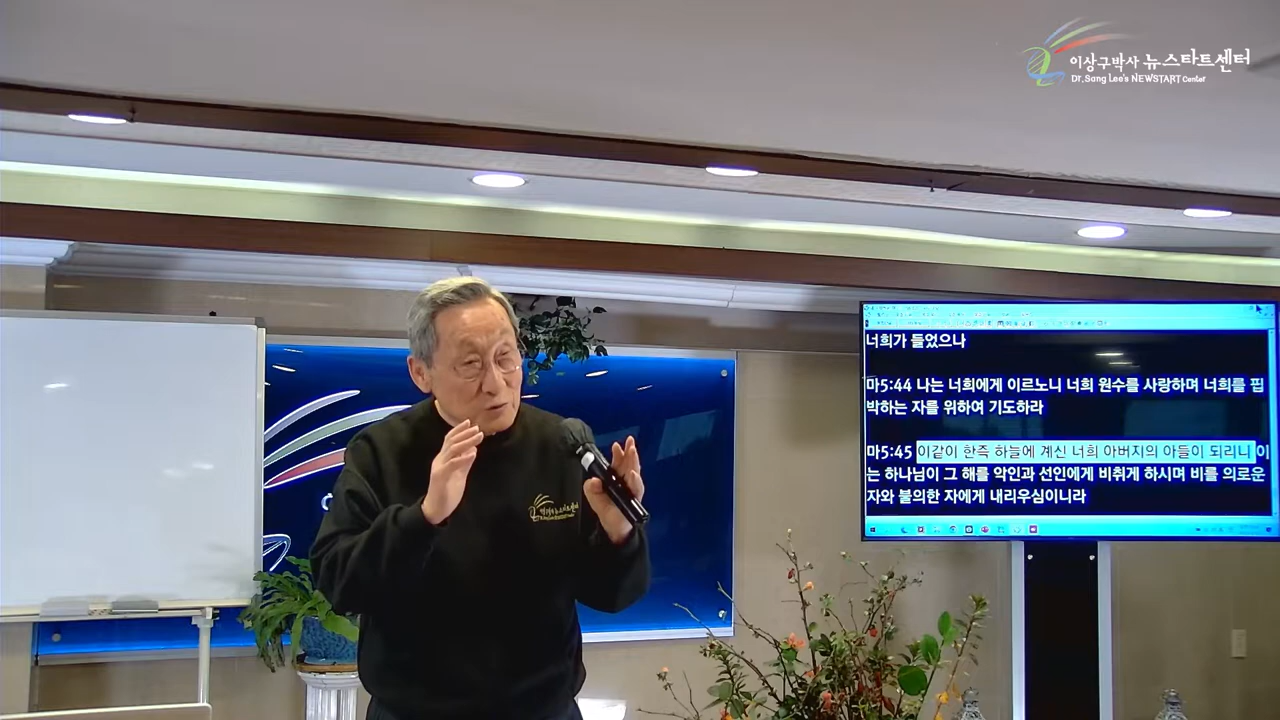 이상구박사 뉴스타트센터
Dr. Sang Lee's NEWSTART Center
너희가 들었으나
마5:44 나는 너희에게 이르노니 너희 원수를 사랑하며 너희를 핍
박하는 자를 위하여 기도하라
마5:45 이같이 한즉 하늘에 계신 너희 아버지의 아들이 되리니 이
는 하나님이 그 해를 악인과 선인에게 비취게 하시며 비를 의로운
자와 불의한 자에게 내리우심이니라